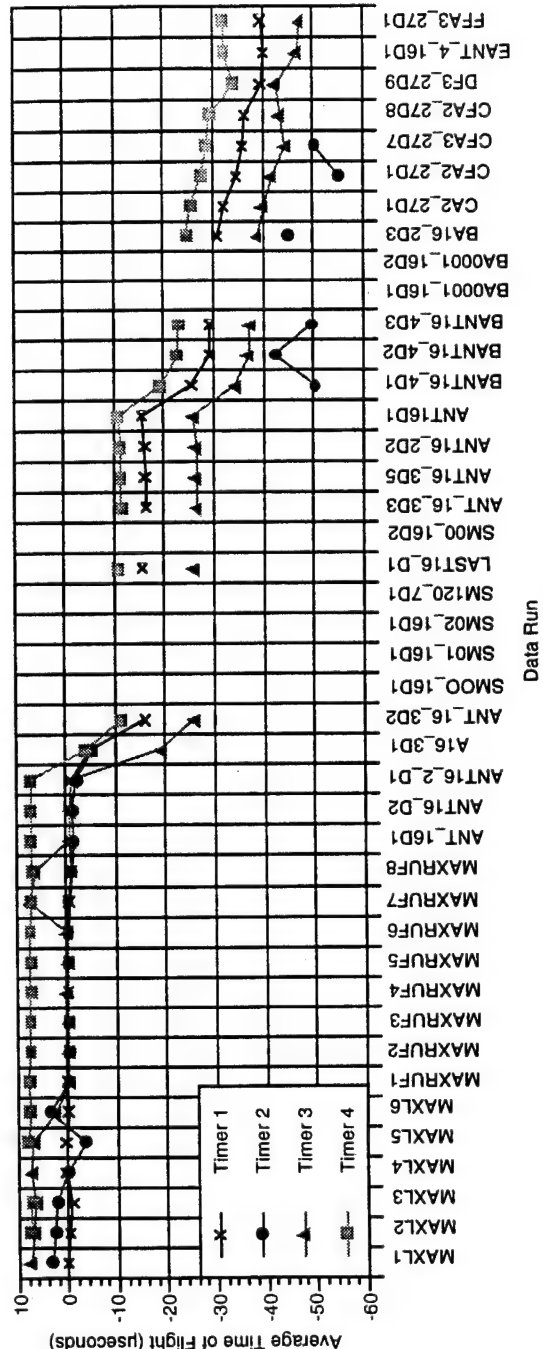 Average Time of Flight (µseconds)
10
0
-10
-20
-30
-40
-50
-60
Timer 1
Timer 2
Timer 3
Timer 4
MAXL1
MAXL2
MAXL3
MAXL4
MAXL5
MAXL6
MAXRUF1
MAXRUF2
MAXRUF3
MAXRUF4
MAXRUF5
MAXRUF6
MAXRUF7
MAXRUF8
ANT_16D1
ANT16_D2
ANT16_2_D1
A16_3D1
ANT_16_3D2
SMOO_16D1
SM01_16D1
SM02_16D1
SM120_7D1
LAST16_D1
SM00_16D2
ANT_16_3D3
ANT16_3D5
ANT16_2D2
ANT16D1
BANT16_4D1
BANT16_4D2
BANT16_4D3
BA0001_16D1
BA0001_16D2
BA16_2D3
CA2_27D1
CFA2_27D1
CFA3_27D7
CFA2_27D8
DF3_27D9
EANT_4_16D1
FFA3_27D1
Data Run